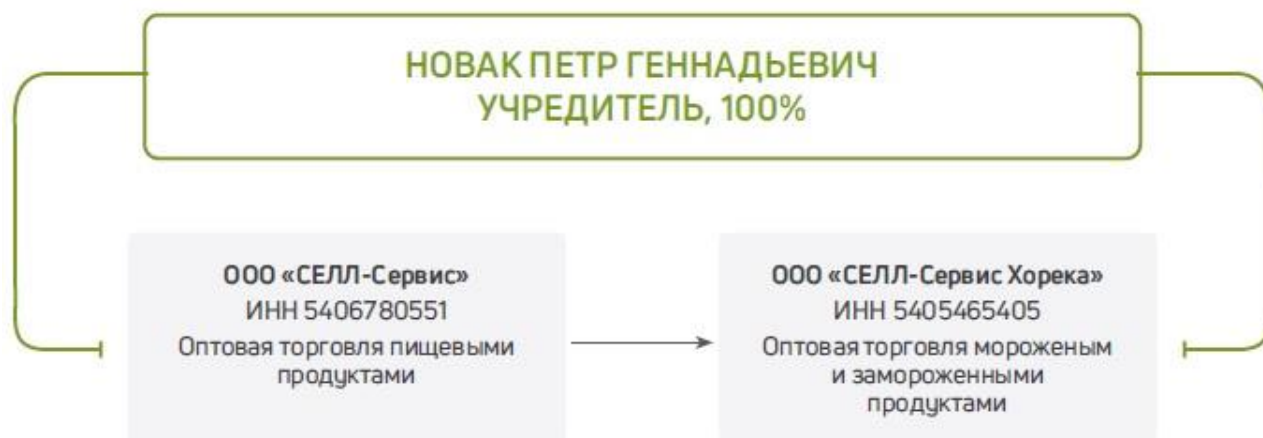 НОВАК ПЕТР ГЕННАДЬЕВИЧ
УЧРЕДИТЕЛЬ, 100%
ООО «СЕЛЛ-Сервис»
ИНН 5406780551
Оптовая торговля пищевыми
продуктами
ООО «СЕЛЛ-Сервис Хорека»
ИНН 5405465405
Оптовая торговля мороженым
и замороженными
продуктами